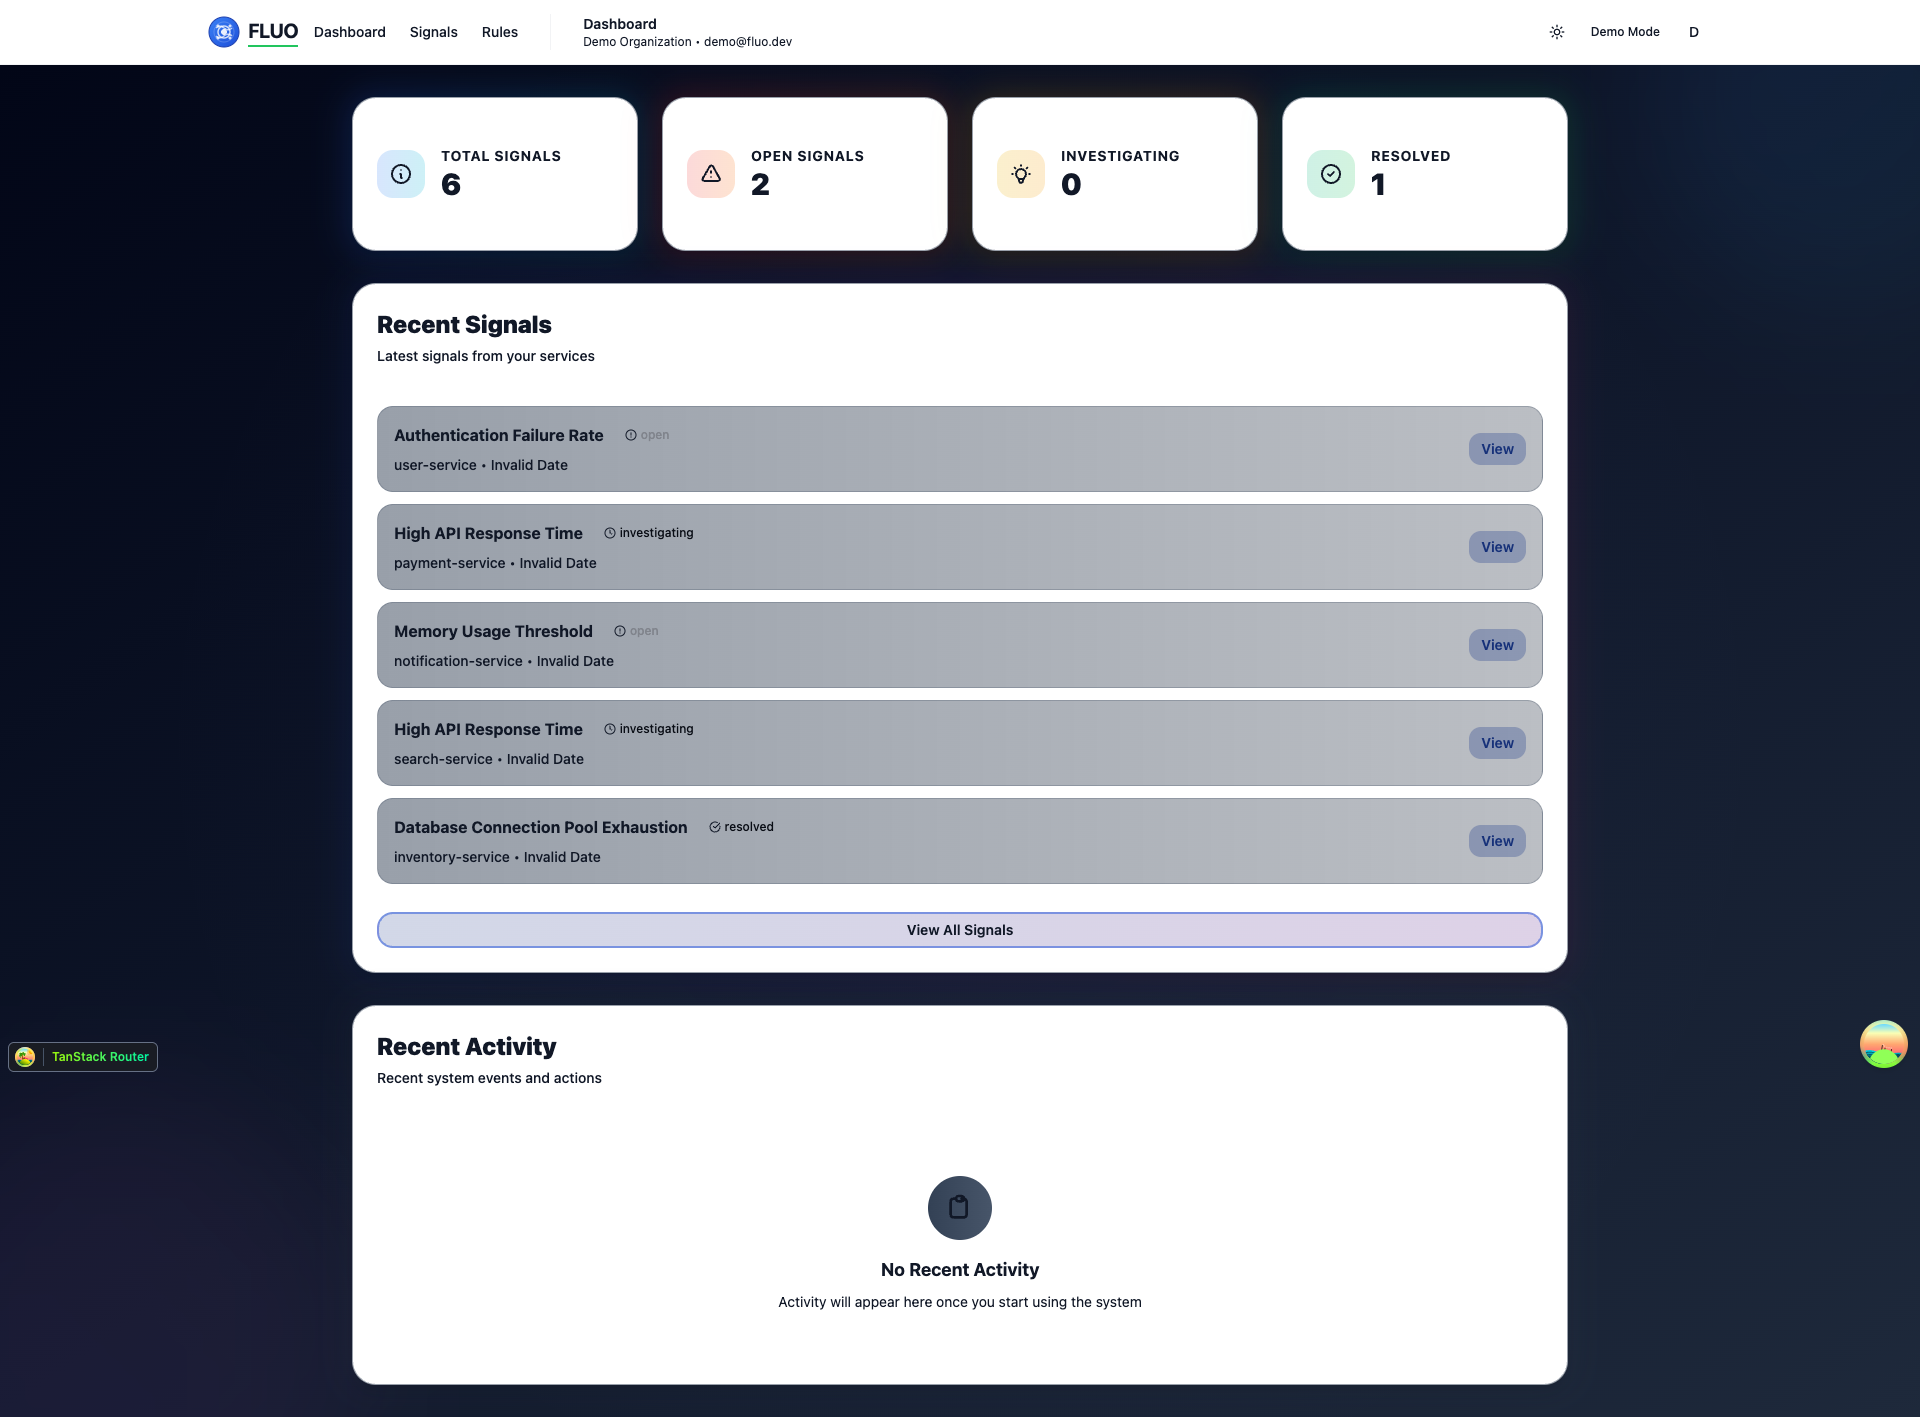 FLUO
Dashboard
Signals
Rules
Dashboard
Demo Organization • demo@fluo.dev
Demo Mode
D
TOTAL SIGNALS
6
OPEN SIGNALS
2
INVESTIGATING
0
RESOLVED
1
Recent Signals
Latest signals from your services
Authentication Failure Rate open
user-service • Invalid Date
View
High API Response Time investigating
payment-service • Invalid Date
View
Memory Usage Threshold open
notification-service • Invalid Date
View
High API Response Time investigating
search-service • Invalid Date
View
Database Connection Pool Exhaustion resolved
inventory-service • Invalid Date
View
View All Signals
Recent Activity
Recent system events and actions
TanStack Router
No Recent Activity
Activity will appear here once you start using the system